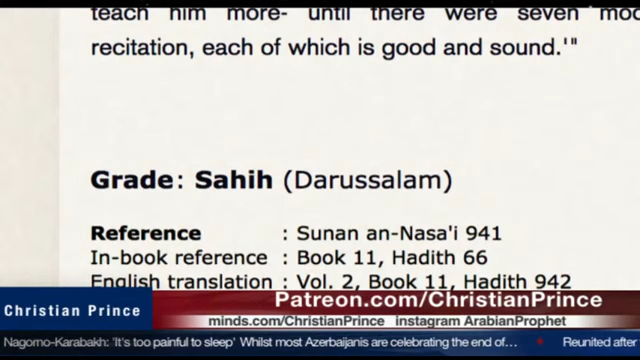 teach him more- until there were seven mod
recitation, each of which is good and sound.'"
Grade: Sahih (Darussalam)
Reference : Sunan an-Nasa'i 941
In-book reference : Book 11, Hadith 66
English translation : Vol. 2, Book 11, Hadith 942
Christian Prince
Patreon.com/ChristianPrince
minds.com/ChristianPrince instagram ArabianProphet
Nagorno-Karabakh: 'It's too painful to sleep' Whilst most Azerbaijanis are celebrating the end of… Reunited after